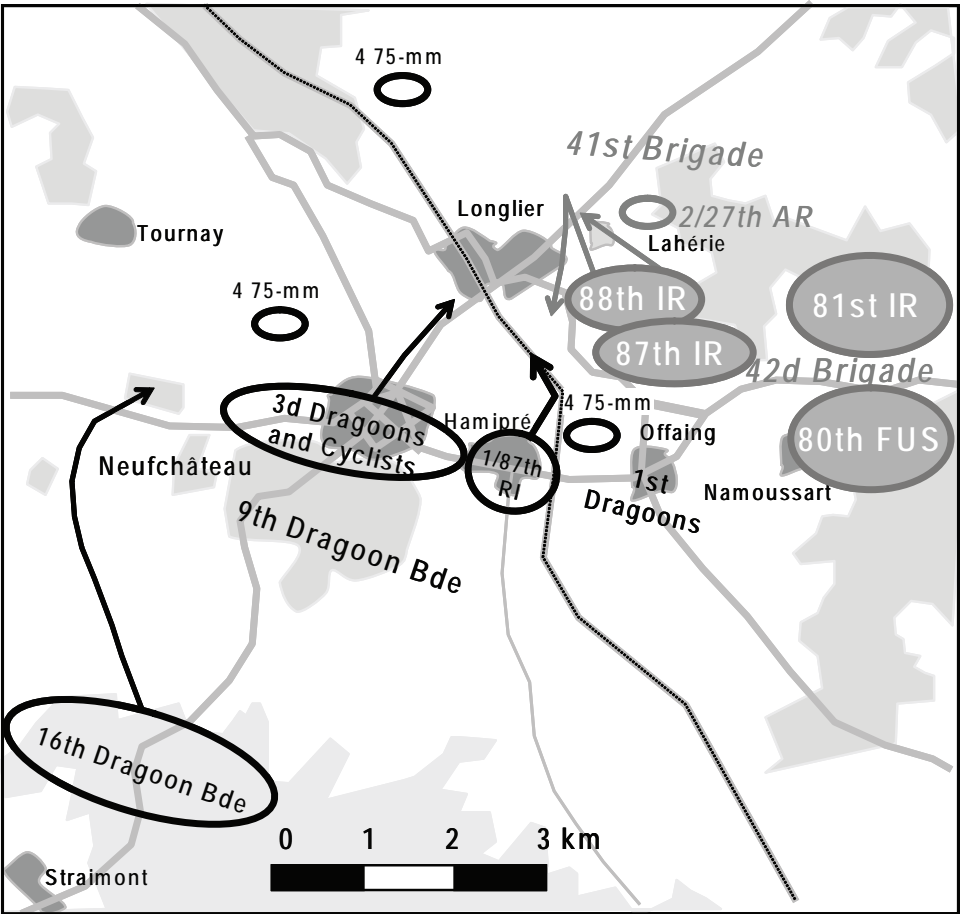 4 75-mm
41st Brigade
Longlier
2/27th AR
Tournay
Lahérie
4 75-mm
88th IR
81st IR
87th IR
42d Brigade
3d Dragoons
and Cyclists
Hamipré
4 75-mm
Offaing
80th FUS
Neufchâteau
1/87th
RI
1st
Dragoons
Namoussart
9th Dragoon Bde
16th Dragoon Bde
0 1 2 3 km
Straimont